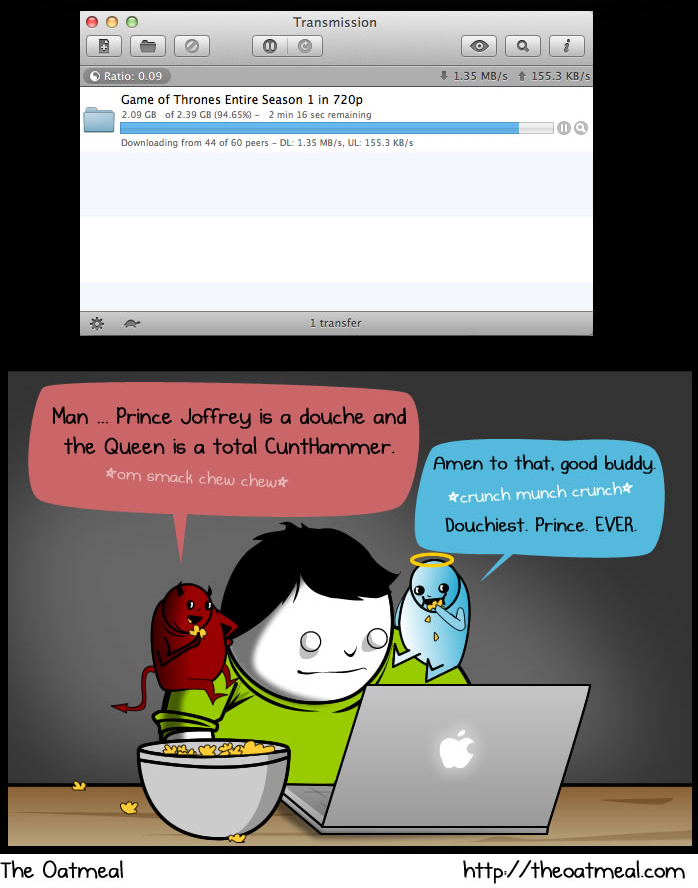 Transmission
Ratio: 0.09
1.35 MB/s 155.3 KB/s
Game of Thrones Entire Season 1 in 720p
2.09 GB of 2.39 GB (94.65%) – 2 min 16 sec remaining
Downloading from 44 of 60 peers – DL: 1.35 MB/s, UL: 155.3 KB/s
1 transfer
Man ... Prince Joffrey is a douche and
the Queen is a total CuntHammer.
*om smack chew chew*
Amen to that, good buddy.
*crunch munch crunch*
Douchiest. Prince. EVER.
The Oatmeal
http://theoatmeal.com